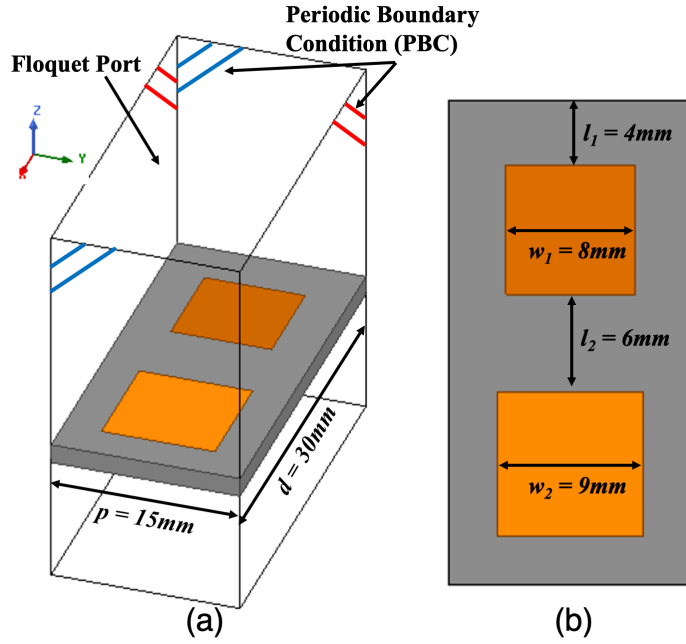 Periodic Boundary
Condition (PBC)
Floquet Port
Z
Y
X
l1 = 4mm
w1 = 8mm
l2 = 6mm
w2 = 9mm
d = 30mm
p = 15mm
(a)
(b)